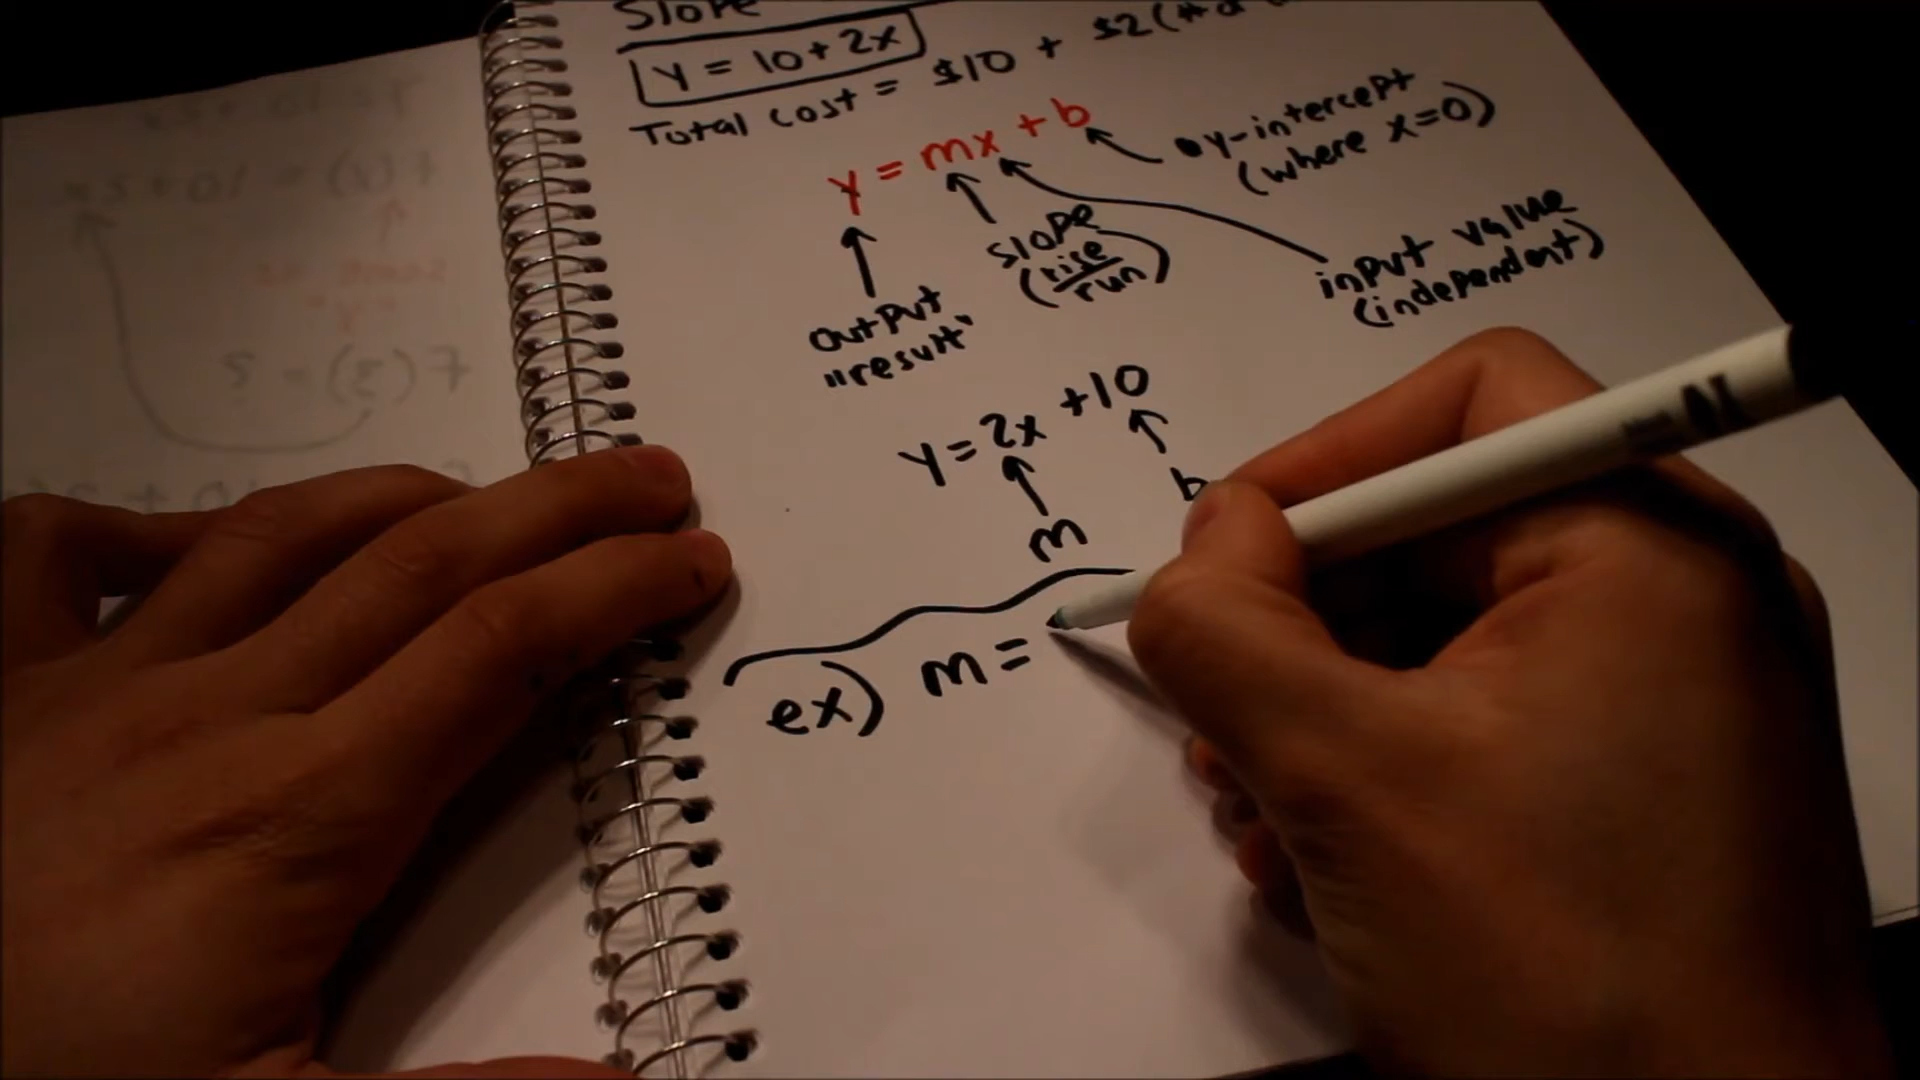 Slope
y = 10 + 2x
Total cost = $10 + $2(# o
y = mx + b
y-intercept
(where x=0)
slope
(rise/run)
input value
(independent)
output
"result"
y = 2x + 10
m
b
ex) m =